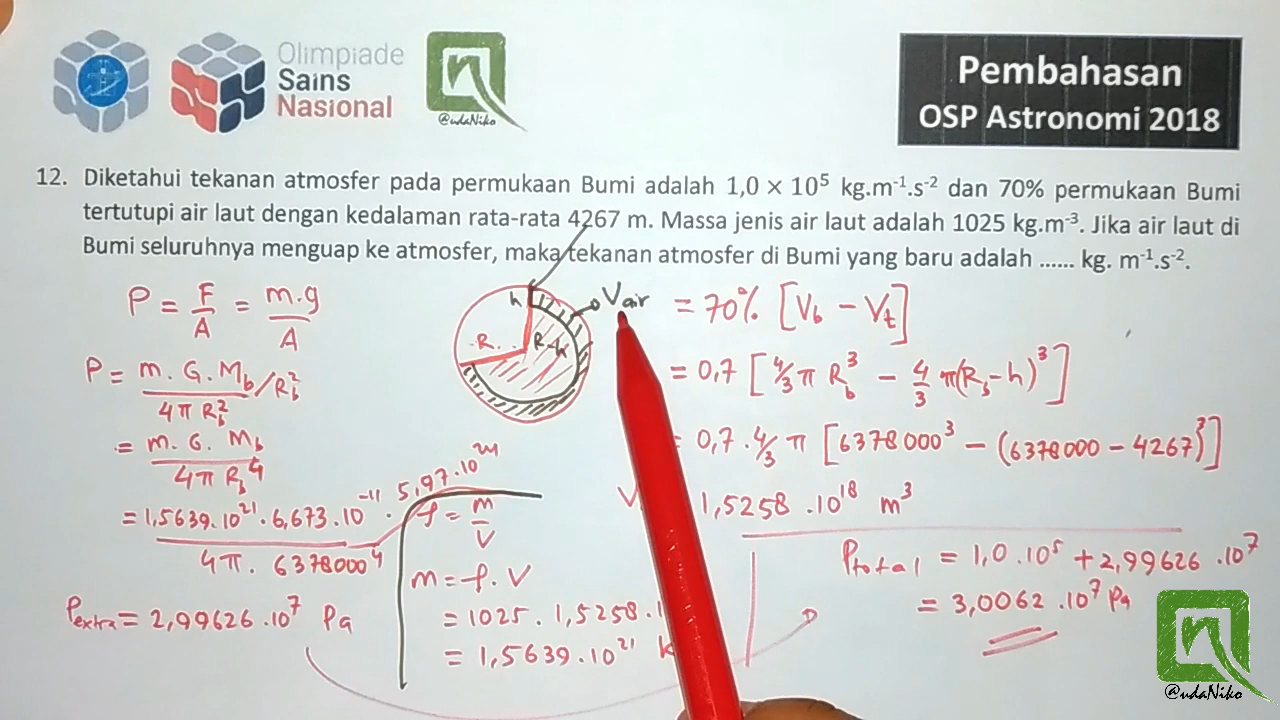 Olimpiade
Sains
Nasional
@udaNiko
Pembahasan
OSP Astronomi 2018
12. Diketahui tekanan atmosfer pada permukaan Bumi adalah 1,0 × 10⁵ kg.m⁻¹.s⁻² dan 70% permukaan Bumi
tertutupi air laut dengan kedalaman rata-rata 4267 m. Massa jenis air laut adalah 1025 kg.m⁻³. Jika air laut di
Bumi seluruhnya menguap ke atmosfer, maka tekanan atmosfer di Bumi yang baru adalah ...... kg. m⁻¹.s⁻².
P = F/A = m.g/A
P = m. G. M_b/R_b² / 4π R_b²
= m. G. M_b / 4π R_b⁴
= 1,5639.10²¹ . 6,673.10⁻¹¹ . 5,97.10²⁴ / 4π. 6378000⁴
P_extra = 2,99626.10⁷ Pa
h
R
R-h
V_air = 70% [V_b - V_t]
= 0,7 [4/3 π R_b³ - 4/3 π(R_b-h)³]
= 0,7 . 4/3 π [6378000³ - (6378000 - 4267)³]
V 1,5258 .10¹⁸ m³
ρ = m/V
m = ρ. V
= 1025. 1,5258.1
= 1,5639.10²¹ k
P_total = 1,0 .10⁵ + 2,99626 .10⁷
= 3,0062 .10⁷ Pa
@udaNiko